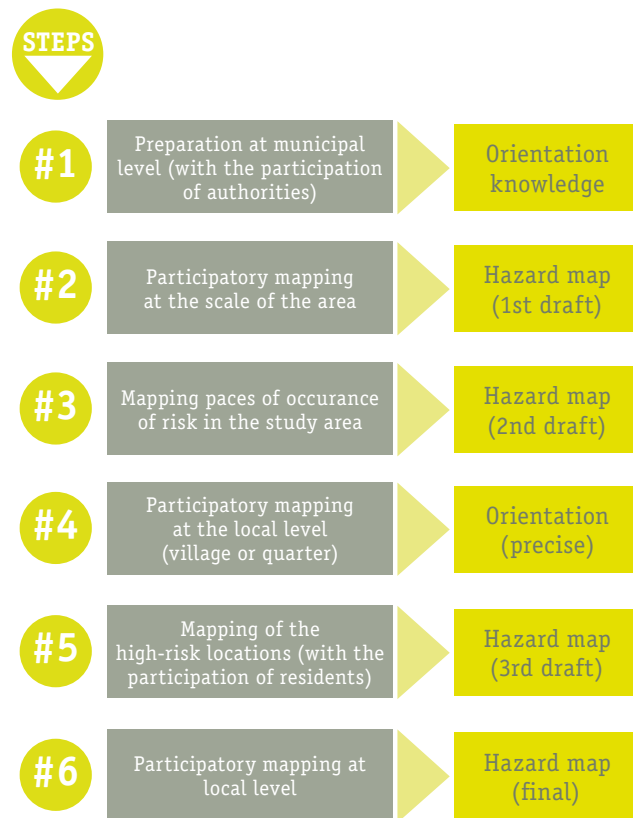 STEPS
#1
Preparation at municipal
level (with the participation
of authorities)
Orientation
knowledge
#2
Participatory mapping
at the scale of the area
Hazard map
(1st draft)
#3
Mapping paces of occurance
of risk in the study area
Hazard map
(2nd draft)
#4
Participatory mapping
at the local level
(village or quarter)
Orientation
(precise)
#5
Mapping of the
high-risk locations (with the
participation of residents)
Hazard map
(3rd draft)
#6
Participatory mapping at
local level
Hazard map
(final)